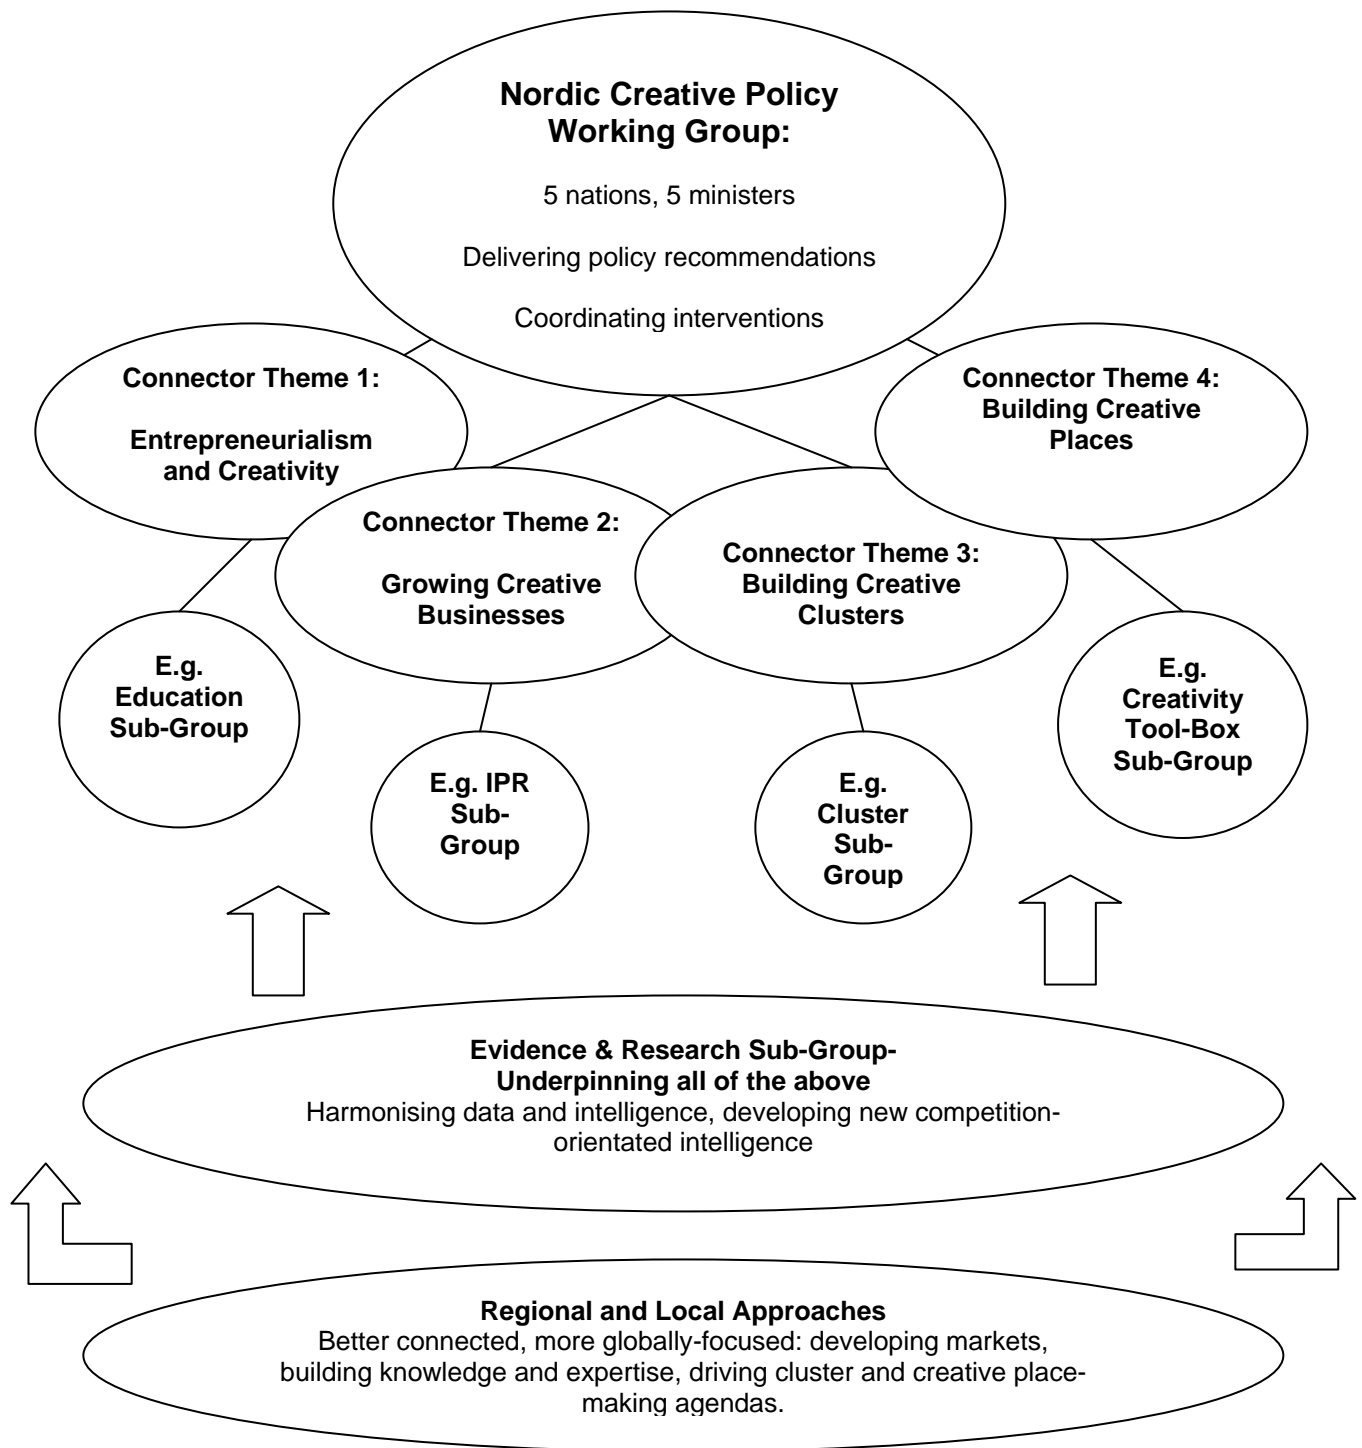 Nordic Creative Policy
Working Group:
5 nations, 5 ministers
Delivering policy recommendations
Coordinating interventions
Connector Theme 1:
Entrepreneurialism
and Creativity
Connector Theme 4:
Building Creative
Places
Connector Theme 2:
Growing Creative
Businesses
Connector Theme 3:
Building Creative
Clusters
E.g.
Education
Sub-Group
E.g. IPR
Sub-
Group
E.g.
Cluster
Sub-
Group
E.g.
Creativity
Tool-Box
Sub-Group
Evidence & Research Sub-Group-
Underpinning all of the above
Harmonising data and intelligence, developing new competition-
orientated intelligence
Regional and Local Approaches
Better connected, more globally-focused: developing markets,
building knowledge and expertise, driving cluster and creative place-
making agendas.